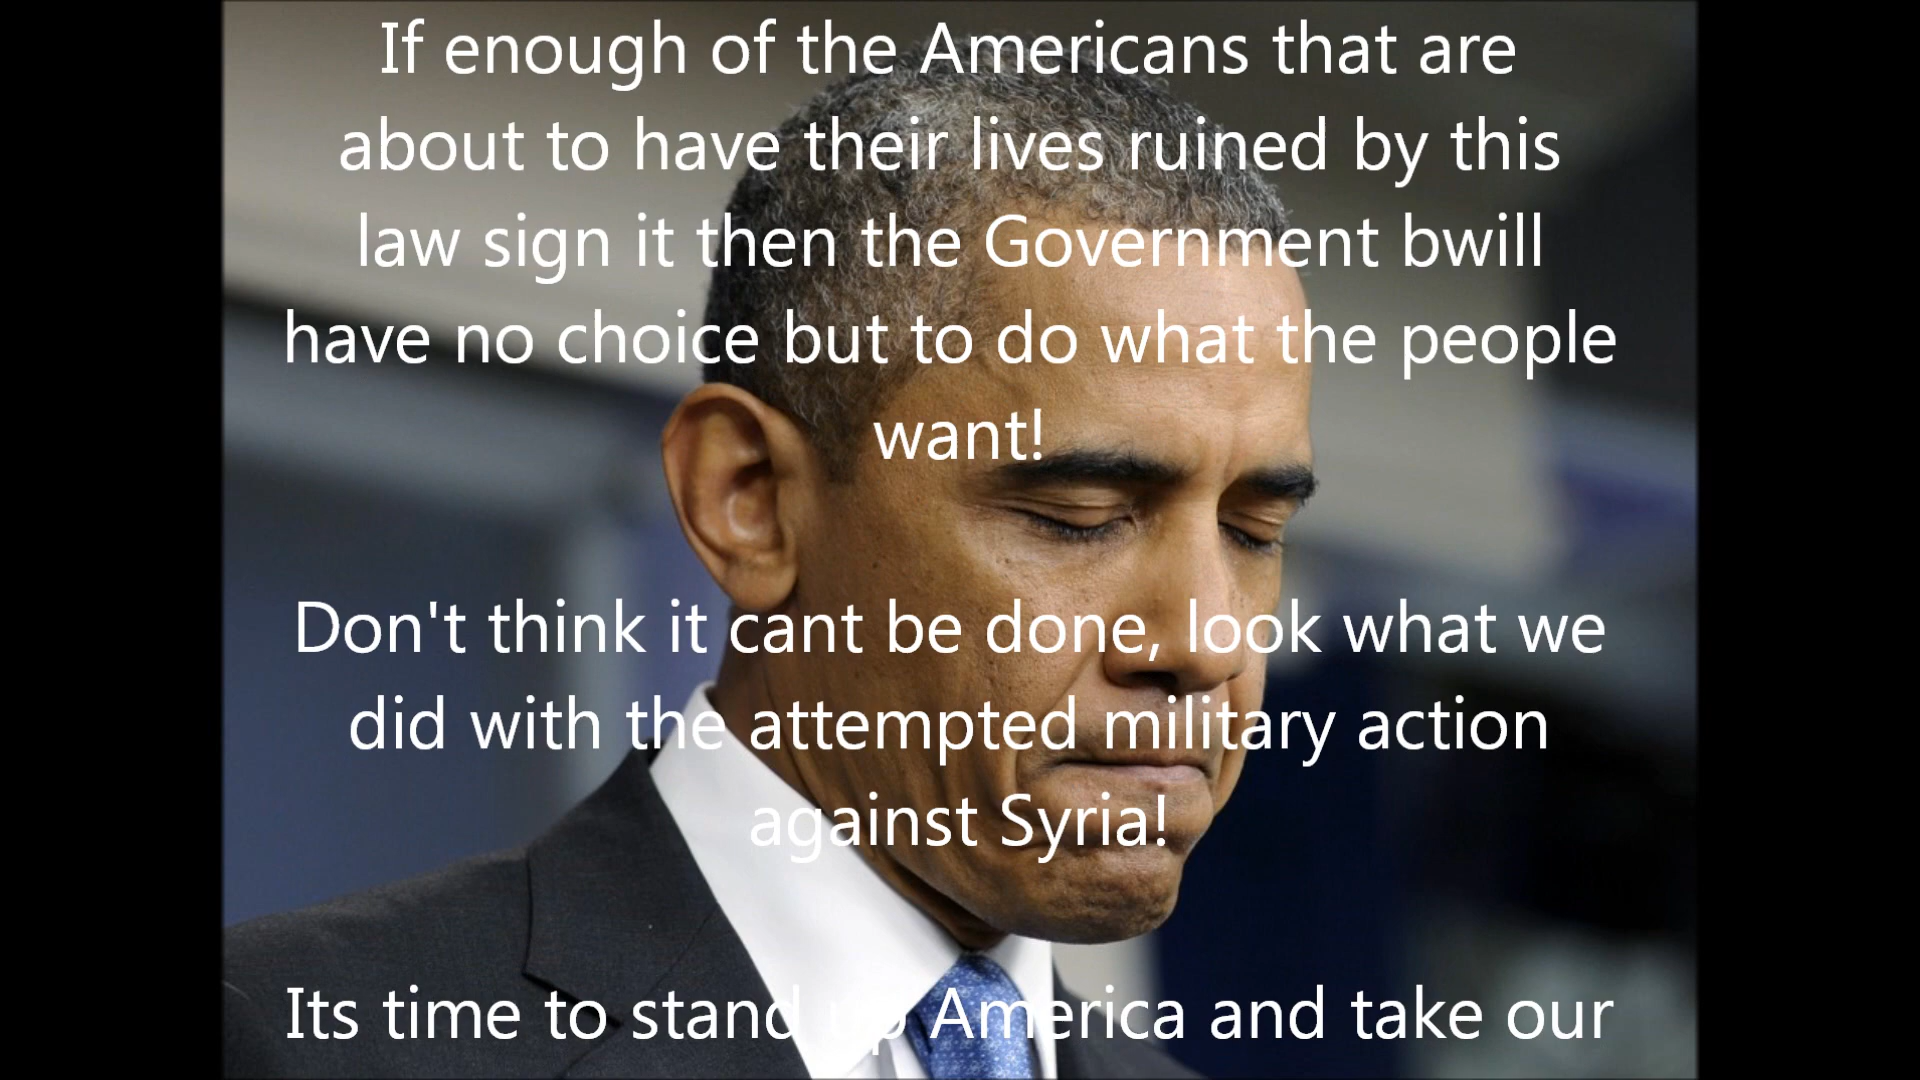 If enough of the Americans that are
about to have their lives ruined by this
law sign it then the Government bwill
have no choice but to do what the people
want!
Don't think it cant be done, look what we
did with the attempted military action
against Syria!
Its time to stand up America and take our